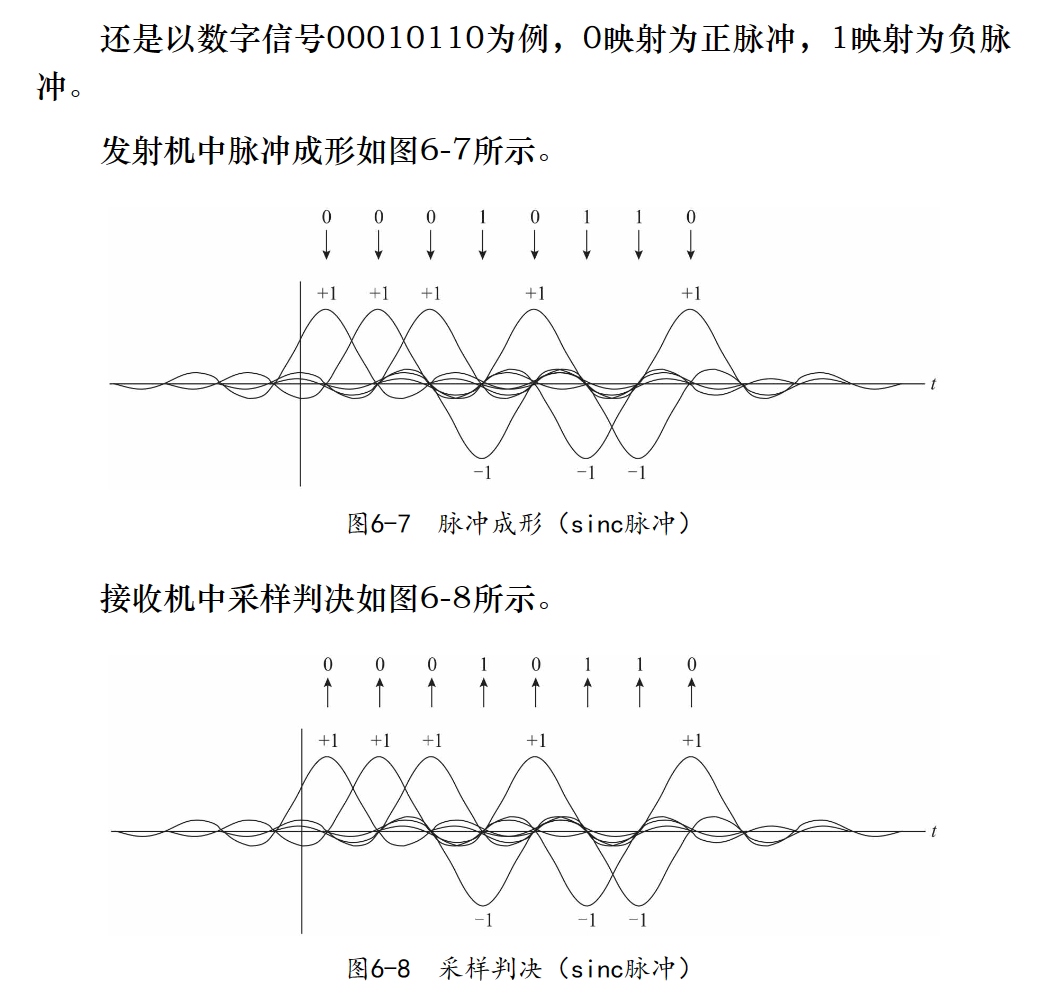 还是以数字信号00010110为例，0映射为正脉
冲，1映射为负脉冲。
发射机中脉冲成形如图6-7所示。
0 0 0 1 0 1 1 0
+1 +1 +1 +1 +1
t
−1 −1 −1
图6-7 脉冲成形（sinc脉冲）
接收机中采样判决如图6-8所示。
0 0 0 1 0 1 1 0
+1 +1 +1 +1 +1
t
−1 −1 −1
图6-8 采样判决（sinc脉冲）